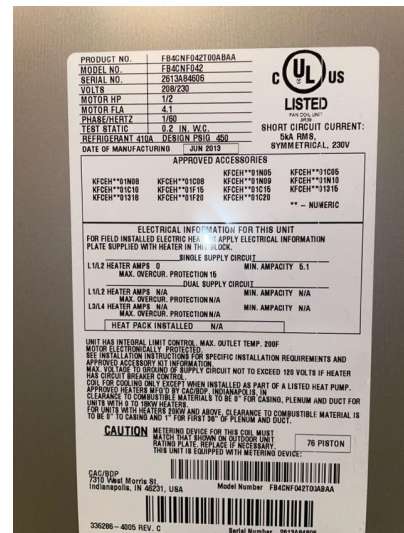 PRODUCT NO. FB4CNF042T00ABAA
MODEL NO. FB4CNF042
SERIAL NO. 2613A84606
VOLTS 208/230
MOTOR HP 1/2
MOTOR FLA 4.1
PHASE/HERTZ 1/60
TEST STATIC 0.2 IN. W.C.
REFRIGERANT 410A DESIGN PSIG 450
DATE OF MANUFACTURING JUN 2013
C UL US
LISTED
FAN COIL UNIT
SHORT CIRCUIT CURRENT:
5kA RMS,
SYMMETRICAL, 230V
APPROVED ACCESSORIES
KFCEH**01N05 KFCEH**01C05
KFCEH**01N08 KFCEH**01C08 KFCEH**01N09 KFCEH**01N10
KFCEH**01C10 KFCEH**01F15 KFCEH**01C15 KFCEH**01315
KFCEH**01318 KFCEH**01F20 KFCEH**01C20
** - NUMERIC
ELECTRICAL INFORMATION FOR THIS UNIT
FOR FIELD INSTALLED ELECTRIC APPLY ELECTRICAL INFORMATION
PLATE SUPPLIED WITH HEATER IN BLOCK.
SINGLE SUPPLY CIRCUIT
L1/L2 HEATER AMPS 0 MIN. AMPACITY 5.1
MAX. OVERCUR. PROTECTION 15
DUAL SUPPLY CIRCUIT
L1/L2 HEATER AMPS N/A MIN. AMPACITY N/A
MAX. OVERCUR. PROTECTION N/A
L3/L4 HEATER AMPS N/A MIN. AMPACITY N/A
MAX. OVERCUR. PROTECTION N/A
HEAT PACK INSTALLED N/A
UNIT HAS INTEGRAL LIMIT CONTROL. MAX. OUTLET TEMP. 200F
MOTOR ELECTRONICALLY PROTECTED.
SEE INSTALLATION INSTRUCTIONS FOR SPECIFIC INSTALLATION REQUIREMENTS AND
APPROVED ACCESSORY KIT INFORMATION.
MAX. VOLTAGE TO GROUND OF SUPPLY CIRCUIT NOT TO EXCEED 120 VOLTS IF HEATER
HAS CIRCUIT BREAKER CONTROL.
COIL FOR COOLING ONLY EXCEPT WHEN INSTALLED AS PART OF A LISTED HEAT PUMP.
APPROVED HEATERS MFG'D BY CAC/BDP, INDIANAPOLIS, IN
CLEARANCE TO COMBUSTIBLE MATERIALS TO BE 0" FOR CASING, PLENUM AND DUCT FOR
UNITS WITH 0 TO 18KW HEATERS.
FOR UNITS WITH HEATERS 20KW AND ABOVE, CLEARANCE TO COMBUSTIBLE MATERIAL IS
TO BE 0" TO CASING AND 1" FOR FIRST 36" OF PLENUM AND DUCT.
CAUTION METERING DEVICE FOR THIS COIL MUST
MATCH THAT SHOWN ON OUTDOOR UNIT
RATING PLATE. REPLACE IF NECESSARY.
THIS UNIT IS EQUIPPED WITH METERING DEVICE:
76 PISTON
CAC/BDP
7310 West Morris St.
Indianapolis, IN 46231, USA
Model Number FB4CNF042T00ABAA
336286-4005 REV. C
Serial Number 2613A84606